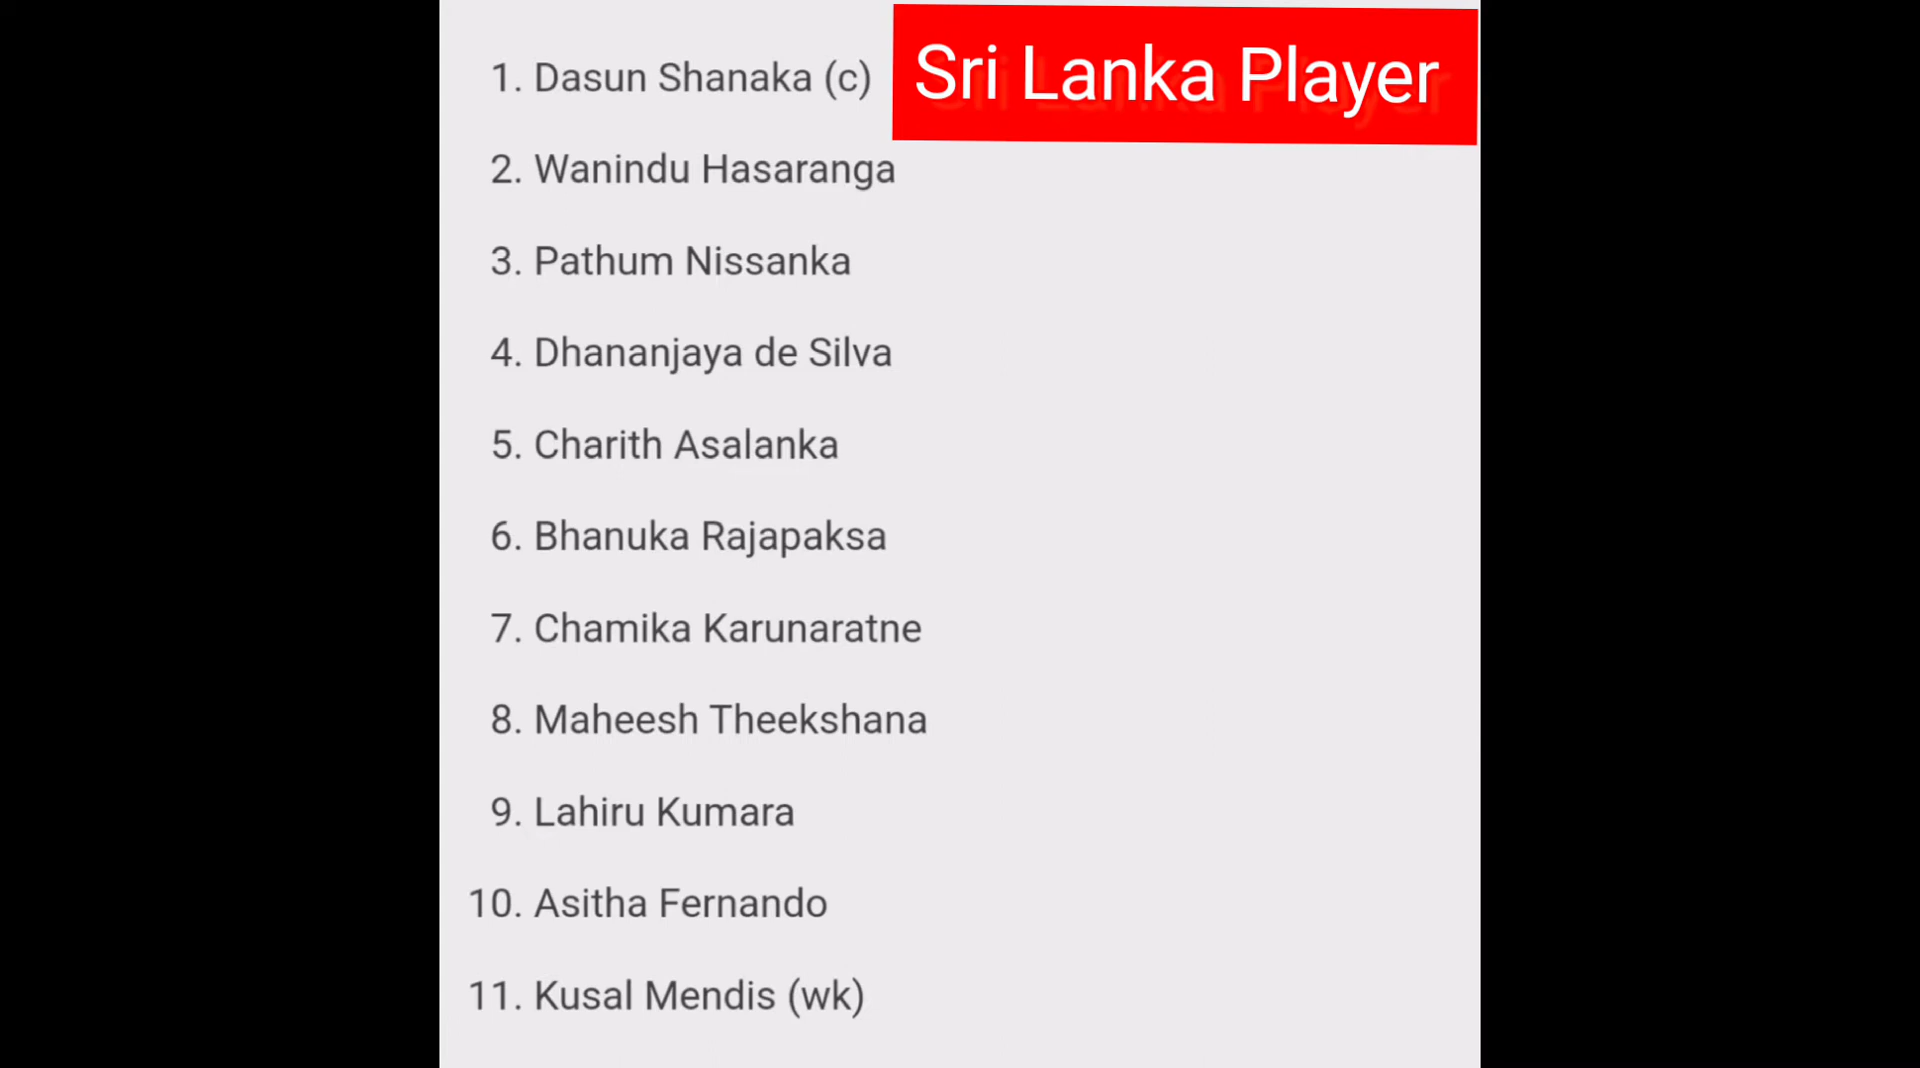 1. Dasun Shanaka (c)
Sri Lanka Player
2. Wanindu Hasaranga
3. Pathum Nissanka
4. Dhananjaya de Silva
5. Charith Asalanka
6. Bhanuka Rajapaksa
7. Chamika Karunaratne
8. Maheesh Theekshana
9. Lahiru Kumara
10. Asitha Fernando
11. Kusal Mendis (wk)